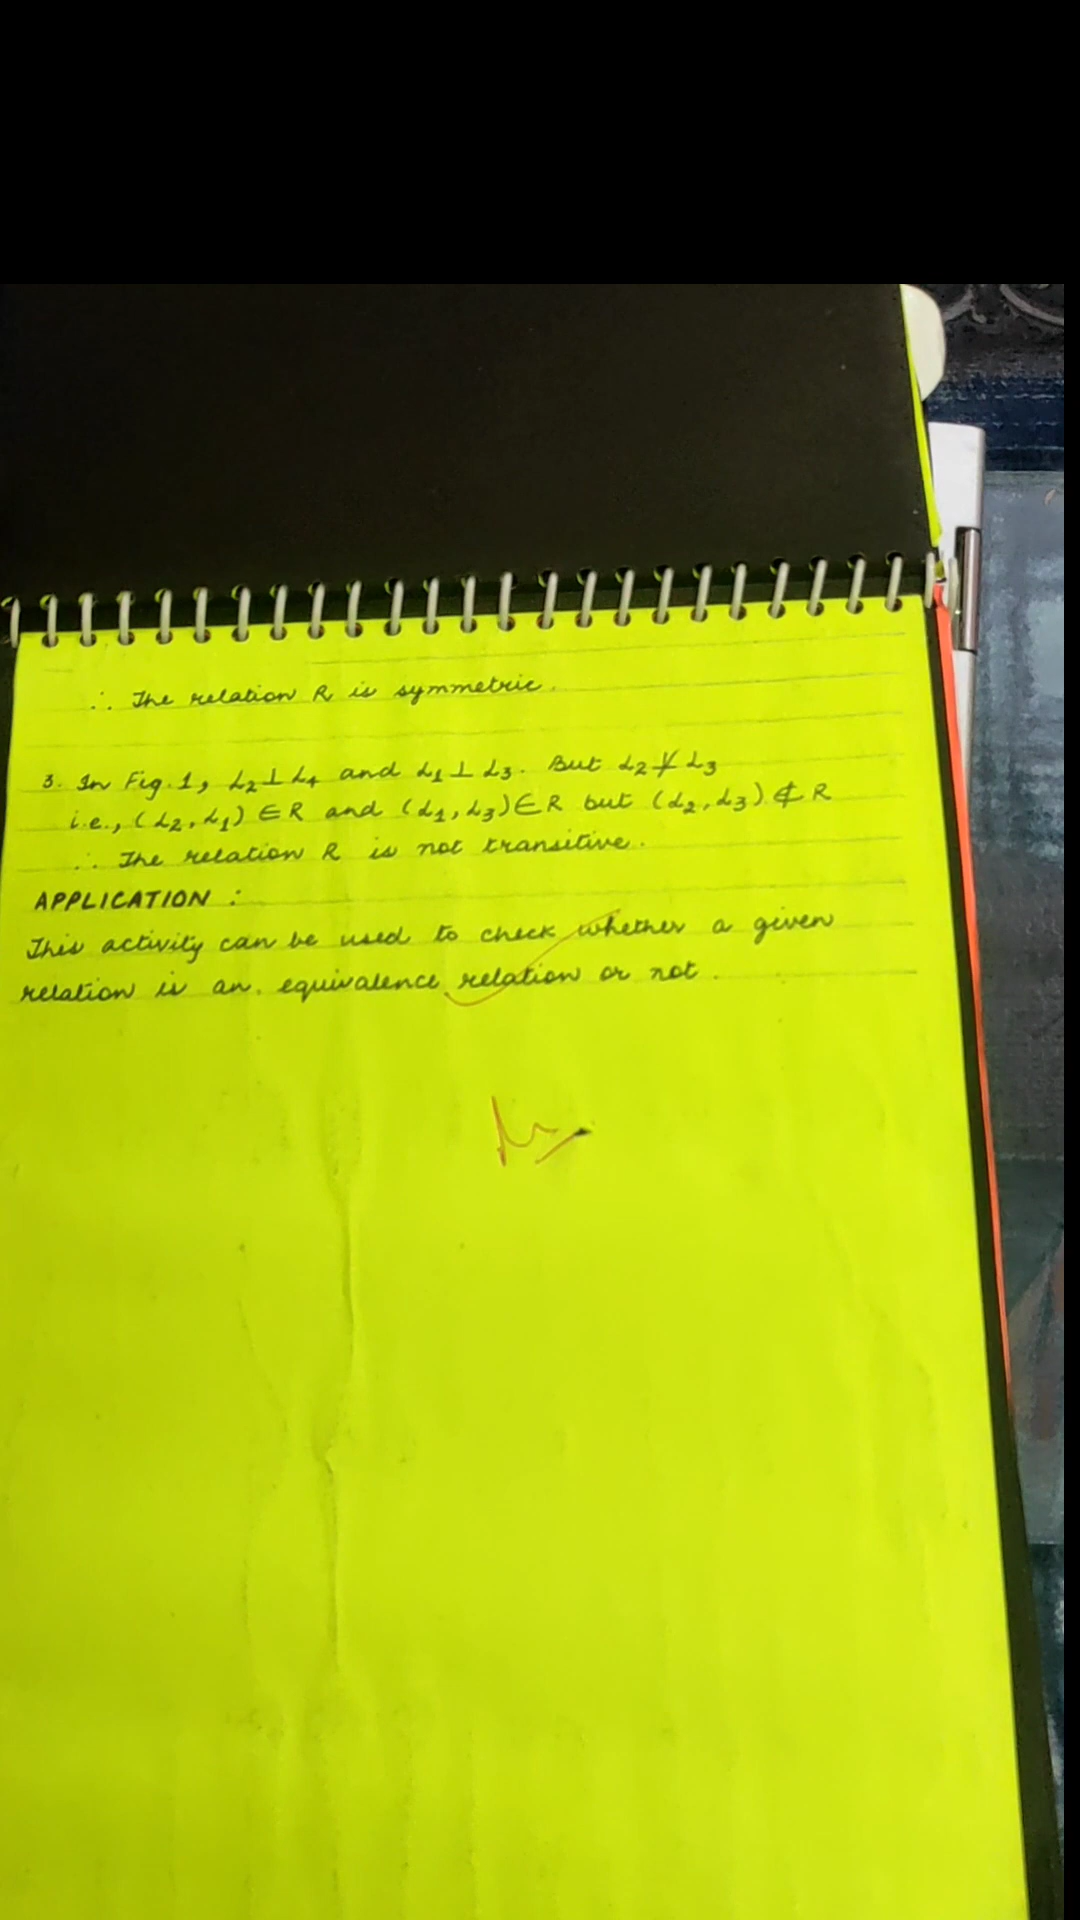 ∴ The relation R is symmetric.
3. In Fig. 1, L₂ ⊥ L₄ and L₁ ⊥ L₃. But L₂ ⊥̸ L₃
i.e., (L₂, L₁) ∈ R and (L₁, L₃) ∈ R but (L₂, L₃) ∉ R
∴ The relation R is not transitive.
APPLICATION :
This activity can be used to check whether a given
relation is an equivalence relation or not.